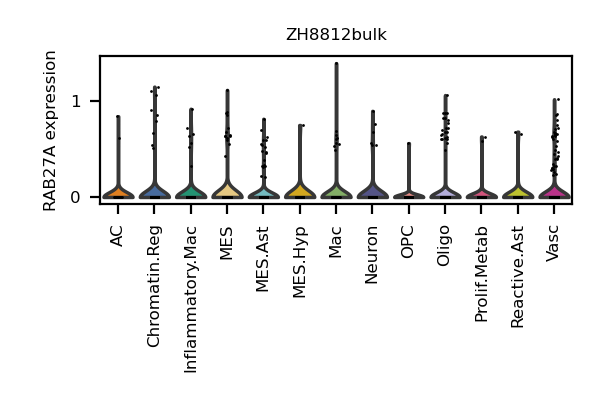 ZH8812bulk
RAB27A expression
1
0
AC
Chromatin.Reg
Inflammatory.Mac
MES
MES.Ast
MES.Hyp
Mac
Neuron
OPC
Oligo
Prolif.Metab
Reactive.Ast
Vasc